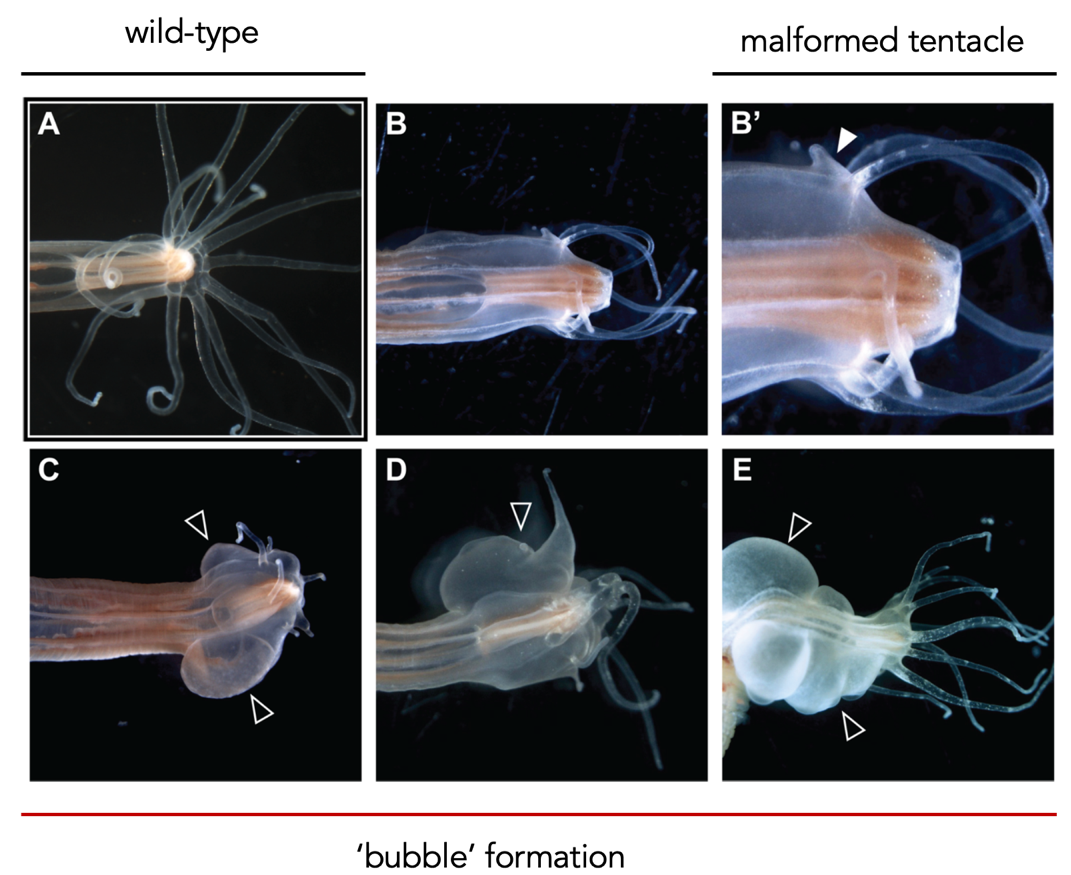 wild-type
malformed tentacle
A
B
B’
C
D
E
‘bubble’ formation